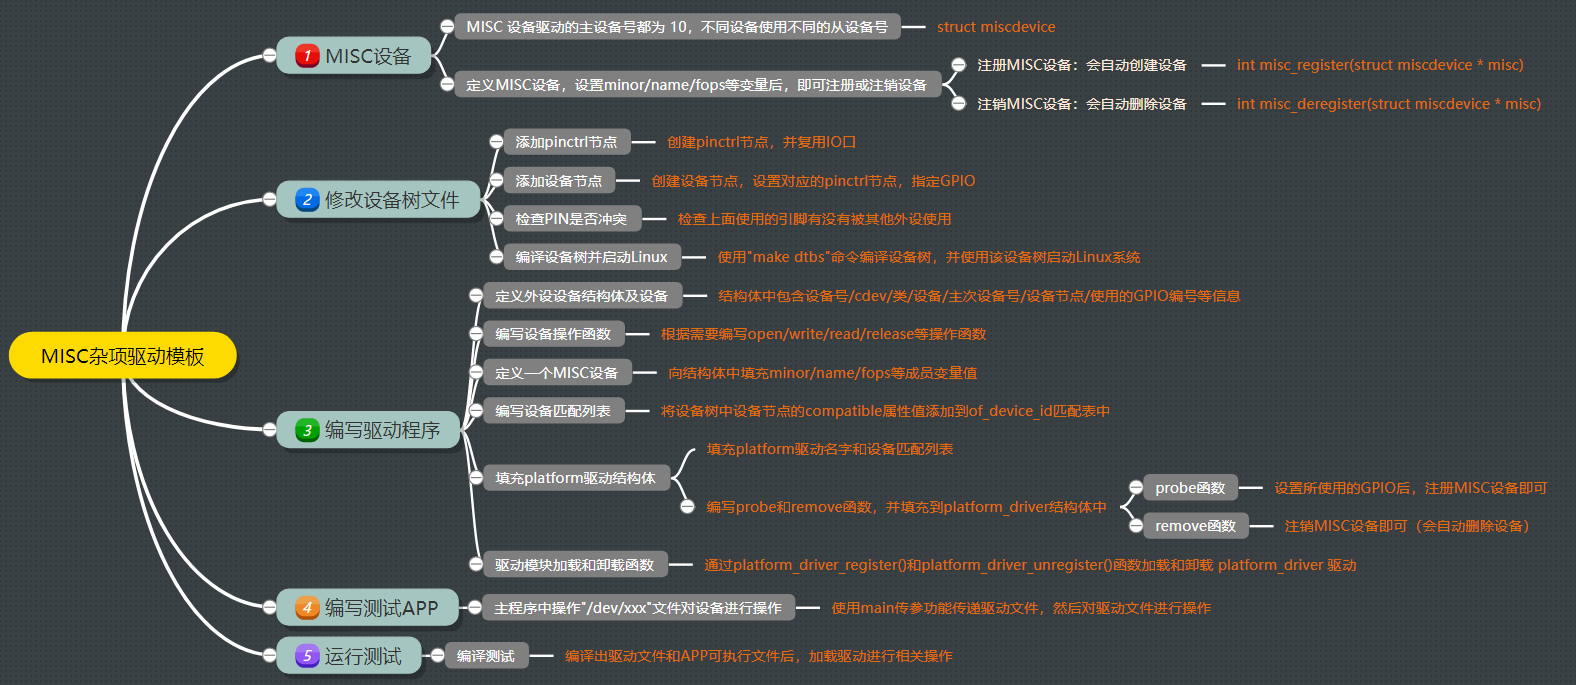 MISC杂项驱动模板
1 MISC设备
MISC 设备驱动的主设备号都为 10，不同设备使用不同的从设备号
struct miscdevice
定义MISC设备，设置minor/name/fops等变量后，即可注册或注销设备
注册MISC设备：会自动创建设备
int misc_register(struct miscdevice * misc)
注销MISC设备：会自动删除设备
int misc_deregister(struct miscdevice * misc)
2 修改设备树文件
添加pinctrl节点
创建pinctrl节点，并复用IO口
添加设备节点
创建设备节点，设置对应的pinctrl节点，指定GPIO
检查PIN是否冲突
检查上面使用的引脚有没有被其他外设使用
编译设备树并启动Linux
使用"make dtbs"命令编译设备树，并使用该设备树启动Linux系统
3 编写驱动程序
定义外设设备结构体及设备
结构体中包含设备号/cdev/类/设备/主次设备号/设备节点/使用的GPIO编号等信息
编写设备操作函数
根据需要编写open/write/read/release等操作函数
定义一个MISC设备
向结构体中填充minor/name/fops等成员变量值
编写设备匹配列表
将设备树中设备节点的compatible属性值添加到of_device_id匹配表中
填充platform驱动结构体
填充platform驱动名字和设备匹配列表
编写probe和remove函数，并填充到platform_driver结构体中
probe函数
设置所使用的GPIO后，注册MISC设备即可
remove函数
注销MISC设备即可（会自动删除设备）
驱动模块加载和卸载函数
通过platform_driver_register()和platform_driver_unregister()函数加载和卸载 platform_driver 驱动
4 编写测试APP
主程序中操作"/dev/xxx"文件对设备进行操作
使用main传参功能传递驱动文件，然后对驱动文件进行操作
5 运行测试
编译测试
编译出驱动文件和APP可执行文件后，加载驱动进行相关操作